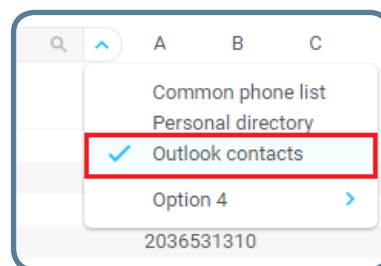 A B C
Common phone list
Personal directory
Outlook contacts
Option 4
2036531310